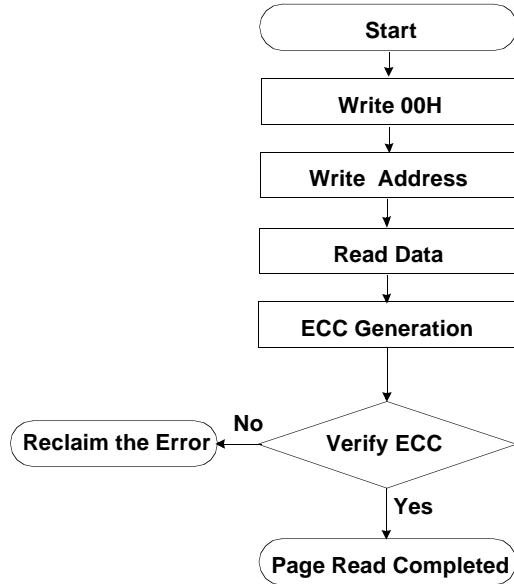 Start
Write 00H
Write Address
Read Data
ECC Generation
No
Reclaim the Error
Verify ECC
Yes
Page Read Completed